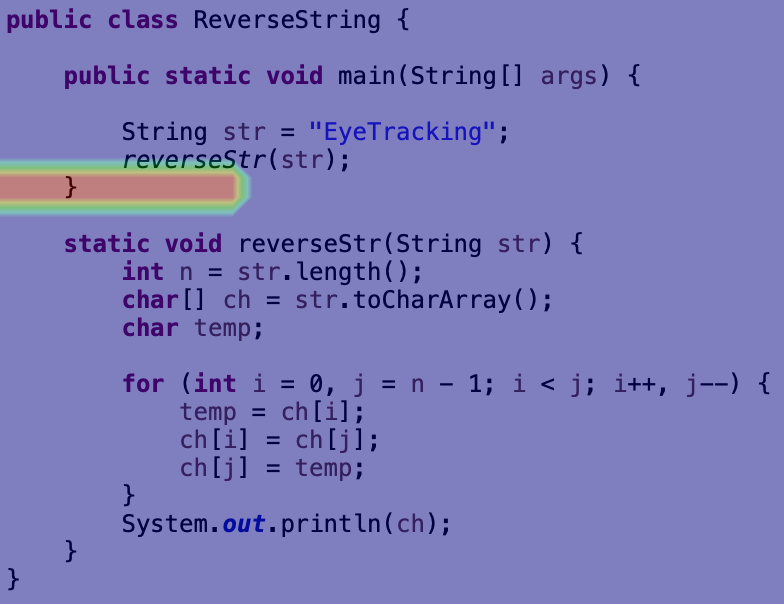 public class ReverseString {
public static void main(String[] args) {
String str = "EyeTracking";
reverseStr(str);
}
static void reverseStr(String str) {
int n = str.length();
char[] ch = str.toCharArray();
char temp;
for (int i = 0, j = n - 1; i < j; i++, j--) {
temp = ch[i];
ch[i] = ch[j];
ch[j] = temp;
}
System.out.println(ch);
}
}